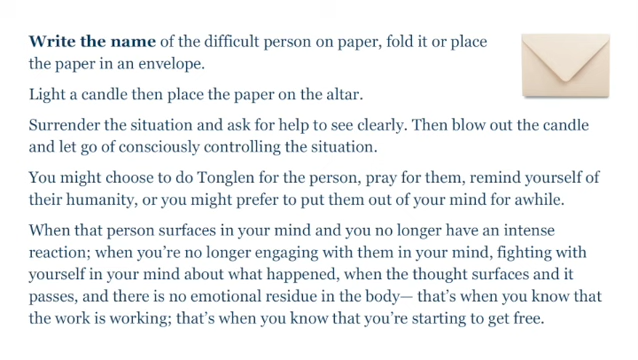 Write the name of the difficult person on paper, fold it or place
the paper in an envelope.
Light a candle then place the paper on the altar.
Surrender the situation and ask for help to see clearly. Then blow out the candle
and let go of consciously controlling the situation.
You might choose to do Tonglen for the person, pray for them, remind yourself of
their humanity, or you might prefer to put them out of your mind for awhile.
When that person surfaces in your mind and you no longer have an intense
reaction; when you’re no longer engaging with them in your mind, fighting with
yourself in your mind about what happened, when the thought surfaces and it
passes, and there is no emotional residue in the body— that’s when you know that
the work is working; that’s when you know that you’re starting to get free.